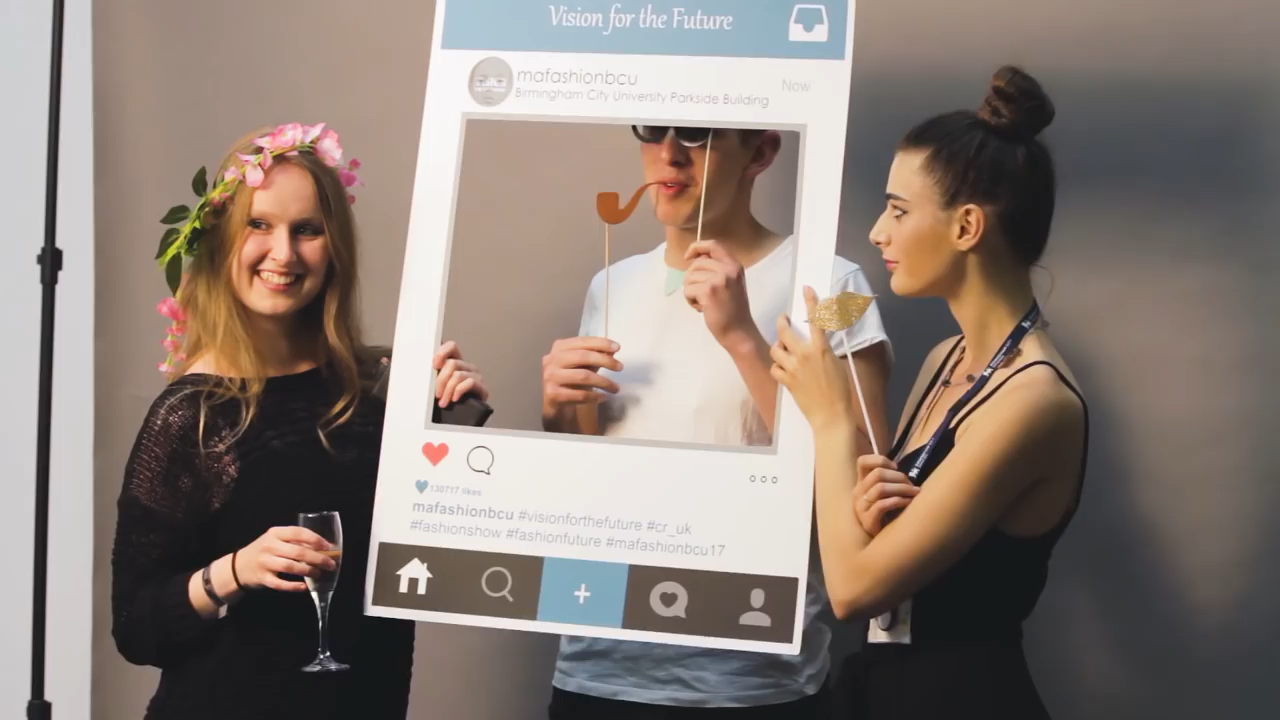 Vision for the Future
mafashionbcu
Birmingham City University Parkside Building
Now
130717 likes
mafashionbcu #visionforthefuture #cr_uk
#fashionshow #fashionfuture #mafashionbcu17